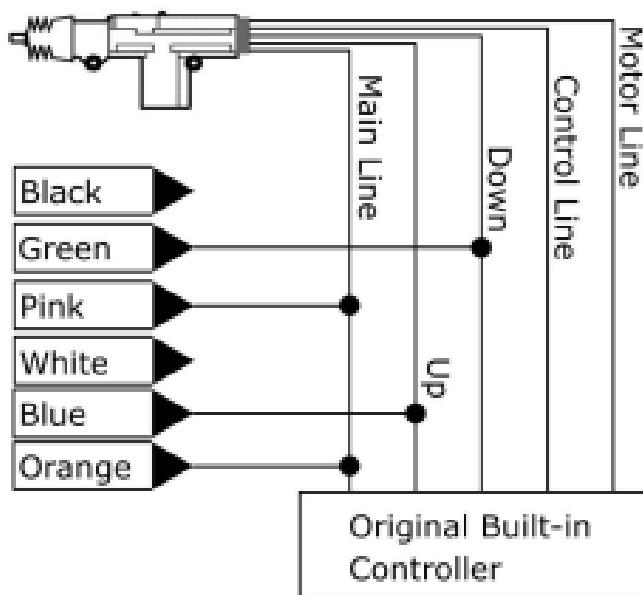 Motor Line
Control Line
Main Line
Down
Up
Black
Green
Pink
White
Blue
Orange
Original Built-in
Controller